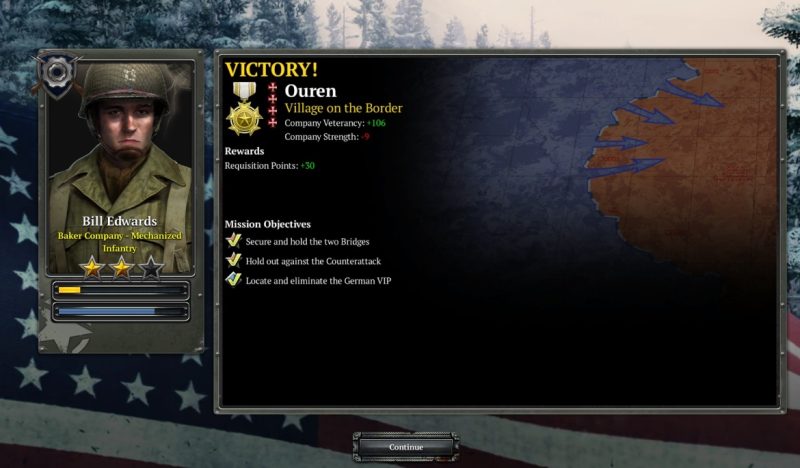 VICTORY!
Ouren
Village on the Border
Company Veterancy: +106
Company Strength: -9
Rewards
Requisition Points: +30
Bill Edwards
Baker Company - Mechanized
Infantry
Mission Objectives
Secure and hold the two Bridges
Hold out against the Counterattack
Locate and eliminate the German VIP
Continue